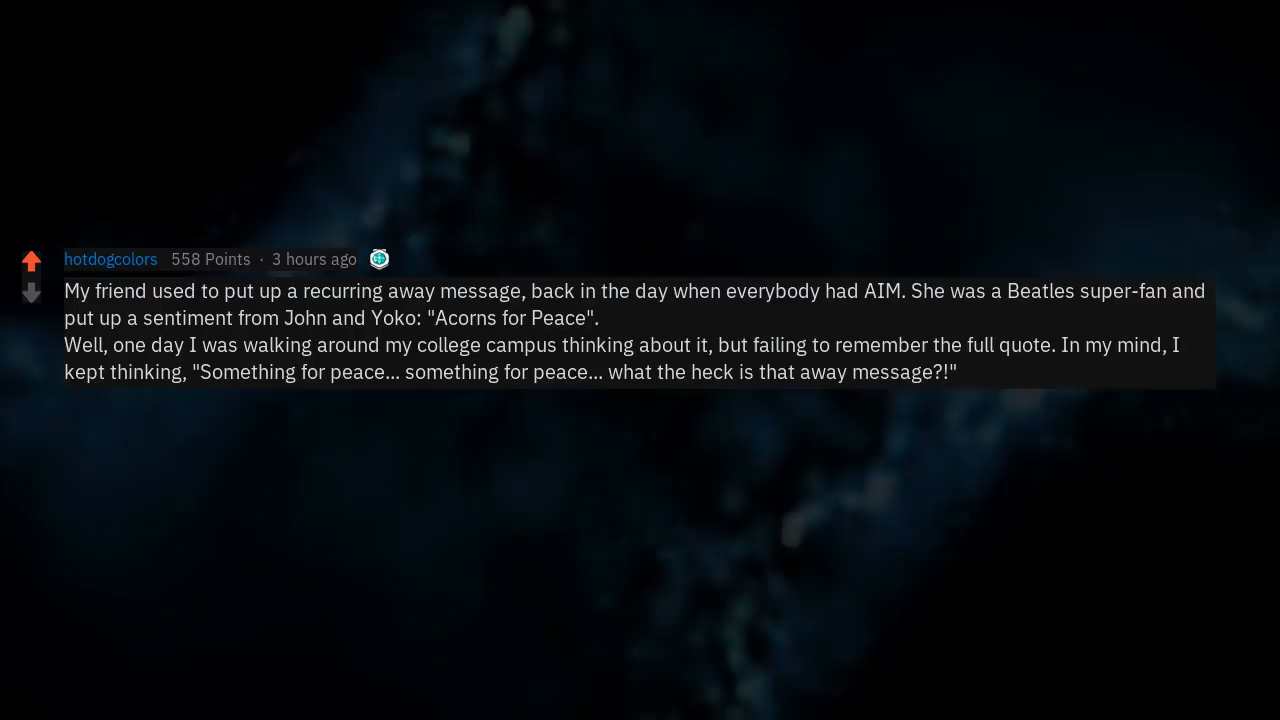 hotdogcolors 558 Points · 3 hours ago
My friend used to put up a recurring away message, back in the day when everybody had AIM. She was a Beatles super-fan and
put up a sentiment from John and Yoko: "Acorns for Peace".
Well, one day I was walking around my college campus thinking about it, but failing to remember the full quote. In my mind, I
kept thinking, "Something for peace... something for peace... what the heck is that away message?!"